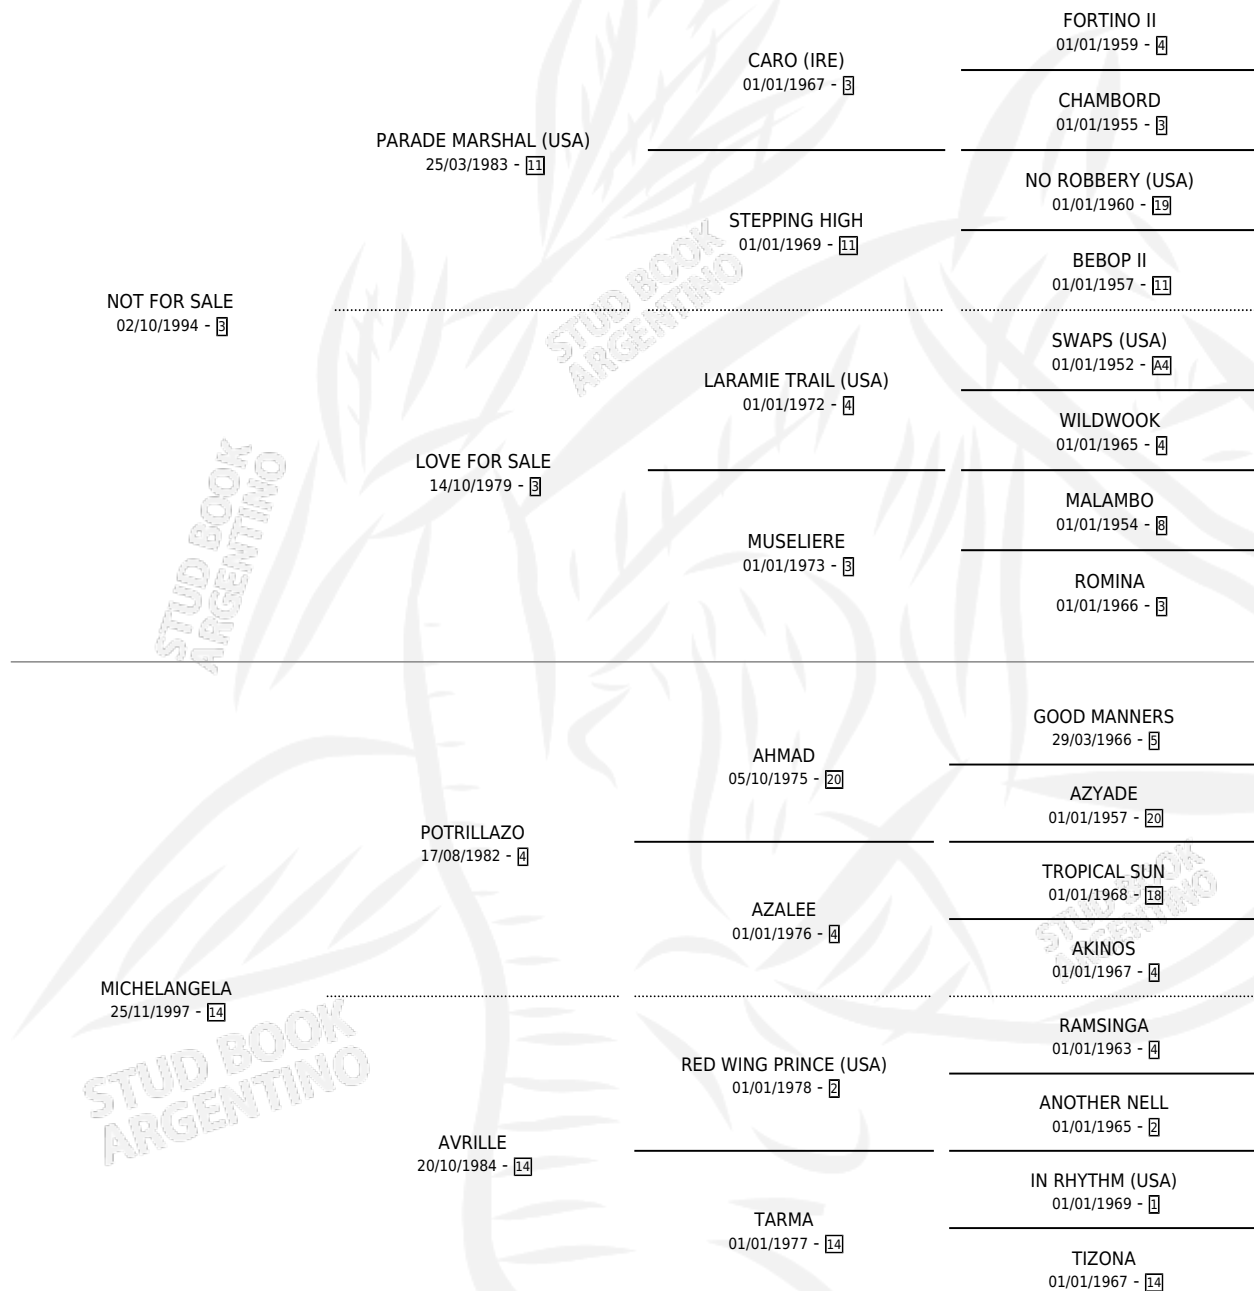 FORTINO II
01/01/1959 - 4
CARO (IRE)
01/01/1967 - 3
CHAMBORD
01/01/1955 - 3
PARADE MARSHAL (USA)
25/03/1983 - 11
NO ROBBERY (USA)
01/01/1960 - 19
STEPPING HIGH
01/01/1969 - 11
BEBOP II
01/01/1957 - 11
NOT FOR SALE
02/10/1994 - 3
SWAPS (USA)
01/01/1952 - A4
LARAMIE TRAIL (USA)
01/01/1972 - 4
WILDWOOK
01/01/1965 - 4
LOVE FOR SALE
14/10/1979 - 3
MALAMBO
01/01/1954 - 8
MUSELIERE
01/01/1973 - 3
ROMINA
01/01/1966 - 3
GOOD MANNERS
29/03/1966 - 5
AHMAD
05/10/1975 - 20
AZYADE
01/01/1957 - 20
POTRILLAZO
17/08/1982 - 4
TROPICAL SUN
01/01/1968 - 18
AZALEE
01/01/1976 - 4
AKINOS
01/01/1967 - 4
MICHELANGELA
25/11/1997 - 14
RAMSINGA
01/01/1963 - 4
RED WING PRINCE (USA)
01/01/1978 - 2
ANOTHER NELL
01/01/1965 - 2
AVRILLE
20/10/1984 - 14
IN RHYTHM (USA)
01/01/1969 - 1
TARMA
01/01/1977 - 14
TIZONA
01/01/1967 - 14
STUD BOOK
ARGENTINO
STUD BOOK
ARGENTINO
STUD BOOK
ARGENTINO
STUD BOOK
ARGENTINO